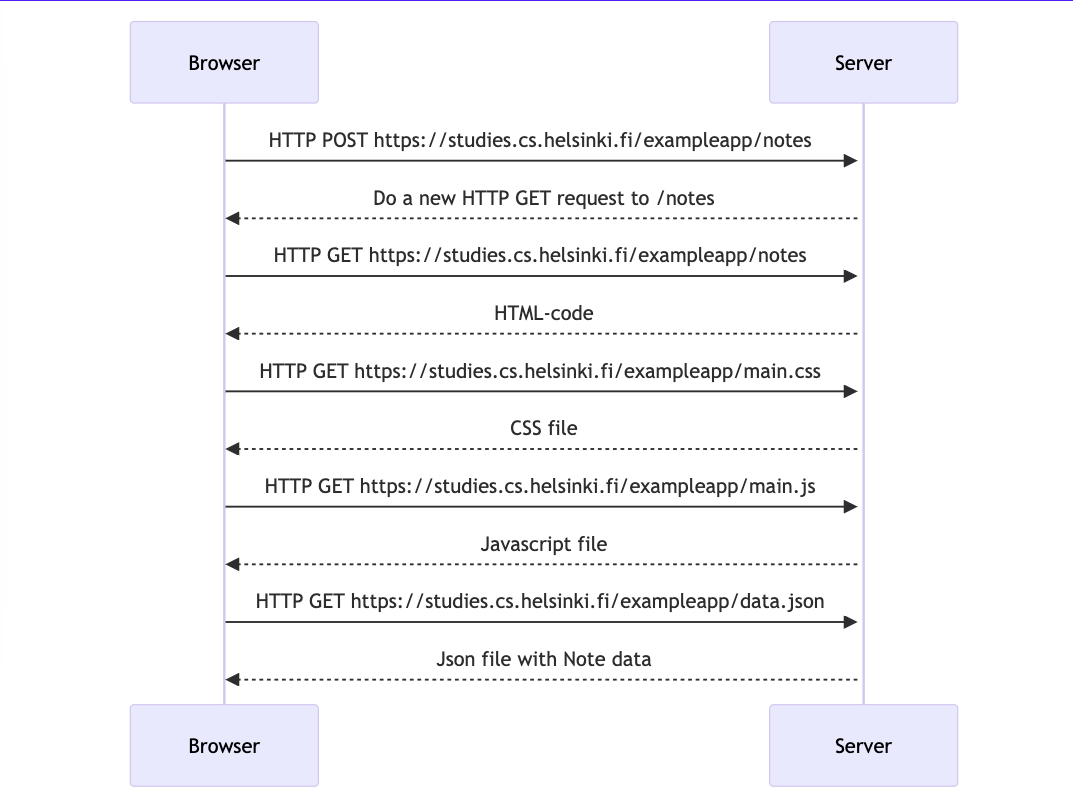 Browser
Server
HTTP POST https://studies.cs.helsinki.fi/exampleapp/notes
Do a new HTTP GET request to /notes
HTTP GET https://studies.cs.helsinki.fi/exampleapp/notes
HTML-code
HTTP GET https://studies.cs.helsinki.fi/exampleapp/main.css
CSS file
HTTP GET https://studies.cs.helsinki.fi/exampleapp/main.js
Javascript file
HTTP GET https://studies.cs.helsinki.fi/exampleapp/data.json
Json file with Note data
Browser
Server